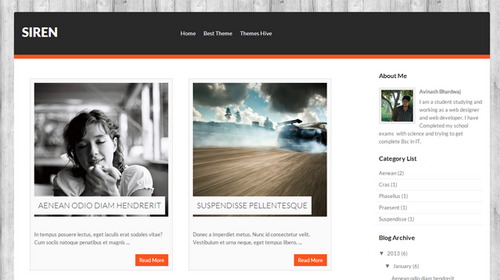 SIREN
Home Best Theme Themes Hive
AENEAN ODIO DIAM HENDRERIT
In tempus posuere lectus, eget iaculis erat sodales vitae?
Cum sociis natoque penatibus et magnis ...
Read More
SUSPENDISSE PELLENTESQUE
Donec a imperdiet metus. Nunc id consectetur velit.
Vestibulum et urna neque, eget tempus libero. ...
Read More
About Me
Avinash Bhardwaj
I am a student studying and
working as a web designer
and web developer. I have
Completed my school
exams with science and trying to get
complete Bsc in IT.
Category List
Aenean (2)
Cras (1)
Phasellus (1)
Praesent (1)
Suspendisse (1)
Blog Archive
▼ 2013 (6)
▼ January (6)
Aenean odio diam hendrerit